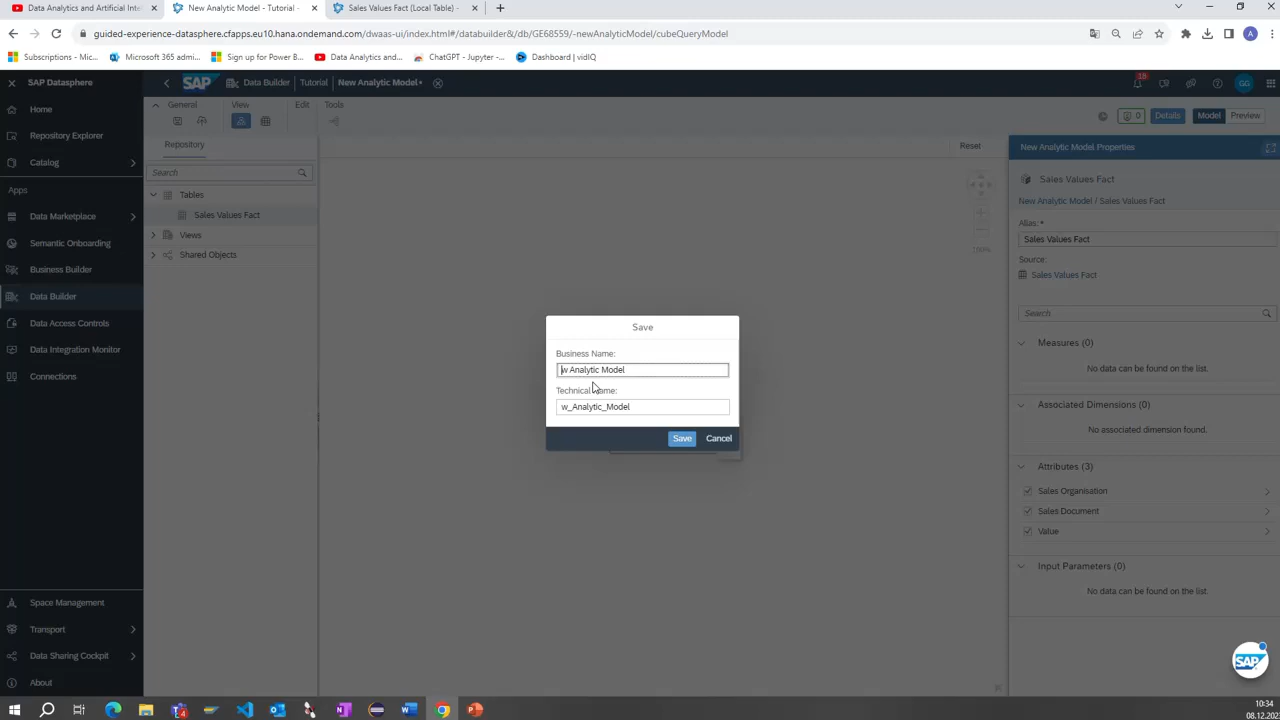 Data Analytics and Artificial Inte
New Analytic Model - Tutorial -
Sales Values Fact (Local Table) -
guided-experience-datasphere.cfapps.eu10.hana.ondemand.com/dwaas-ui/index.html#/databuilder&/db/GE68559/-newAnalyticModel/cubeQueryModel
A
Subscriptions - Mic...
Microsoft 365 admi...
Sign up for Power B...
Data Analytics and...
ChatGPT - Jupyter -...
Dashboard | vidIQ
SAP Datasphere
SAP
Data Builder
Tutorial
New Analytic Model*
18
GG
Home
Repository Explorer
Catalog
Apps
Data Marketplace
Semantic Onboarding
Business Builder
Data Builder
Data Access Controls
Data Integration Monitor
Connections
Space Management
Transport
Data Sharing Cockpit
About
General
View
Edit
Tools
0
Details
Model
Preview
Repository
Reset
Search
Tables
Sales Values Fact
Views
Shared Objects
100%
Save
Business Name:
w Analytic Model
Technical Name:
w_Analytic_Model
Save
Cancel
New Analytic Model Properties
Sales Values Fact
New Analytic Model / Sales Values Fact
Alias: *
Sales Values Fact
Source:
Sales Values Fact
Search
Measures (0)
No data can be found on the list.
Associated Dimensions (0)
No associated dimension found.
Attributes (3)
Sales Organisation
Sales Document
Value
Input Parameters (0)
No data can be found on the list.
SAP
10:34
08.12.202